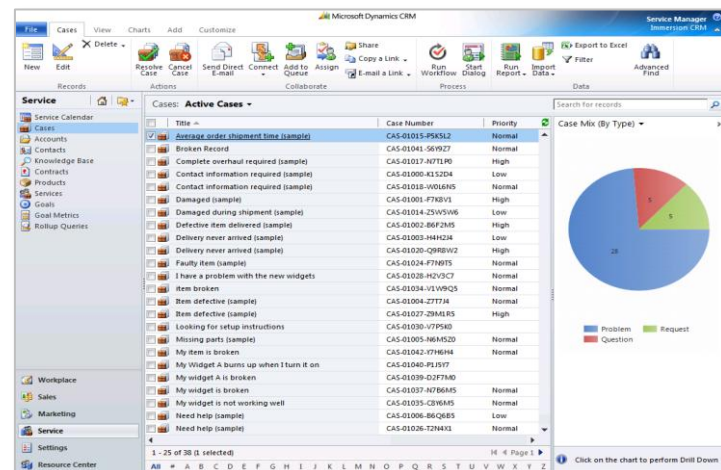 Microsoft Dynamics CRM
File Cases View Charts Add Customize
Service Manager
Immersion CRM
New
Edit
Delete
Resolve Case
Cancel Case
Send Direct E-mail
Connect
Add to Queue
Assign
Share
Copy a Link
E-mail a Link
Run Workflow
Start Dialog
Run Report
Import Data
Export to Excel
Filter
Advanced Find
Records Actions Collaborate Process Data
Service
Service Calendar
Cases
Accounts
Contacts
Knowledge Base
Contracts
Products
Services
Goals
Goal Metrics
Rollup Queries
Workplace
Sales
Marketing
Service
Settings
Resource Center
Cases: Active Cases
Search for records
Title Case Number Priority
Average order shipment time (sample) CAS-01015-P5K5L2 Normal
Broken Record CAS-01041-S6Y9Z7 Normal
Complete overhaul required (sample) CAS-01017-N7T1P0 High
Contact information required (sample) CAS-01000-K1S2D4 Low
Contact information required (sample) CAS-01018-W0L6N5 Normal
Damaged (sample) CAS-01001-F7K8V1 High
Damaged during shipment (sample) CAS-01014-Z5W5W6 Low
Defective item delivered (sample) CAS-01002-B6F2M5 High
Delivery never arrived (sample) CAS-01003-H4H2J4 Low
Delivery never arrived (sample) CAS-01020-Q9R8W2 High
Faulty item (sample) CAS-01024-F7N9T5 Normal
I have a problem with the new widgets CAS-01028-H2V3C7 Normal
item broken CAS-01034-V1W9Q5 Normal
Item defective (sample) CAS-01004-Z7T7J4 Normal
Item defective (sample) CAS-01027-Z9M1R5 High
Looking for setup instructions CAS-01030-V7P5K0
Missing parts (sample) CAS-01005-N6M5Z0 Normal
My item is broken CAS-01042-Y7H6H4 Normal
My Widget A burns up when I turn it on CAS-01040-P1J5Y7
My widget A is broken CAS-01039-D2F7M0
My widget is broken CAS-01037-N7B6M5 Normal
My widget is not working well CAS-01035-C8Y6M5 Normal
Need help (sample) CAS-01006-B6Q6B5 Low
Need help (sample) CAS-01026-T2N4X1 Normal
1 - 25 of 38 (1 selected) Page 1
All # A B C D E F G H I J K L M N O P Q R S T U V W X Y Z
Case Mix (By Type)
5
5
28
Problem Request
Question
Click on the chart to perform Drill Down